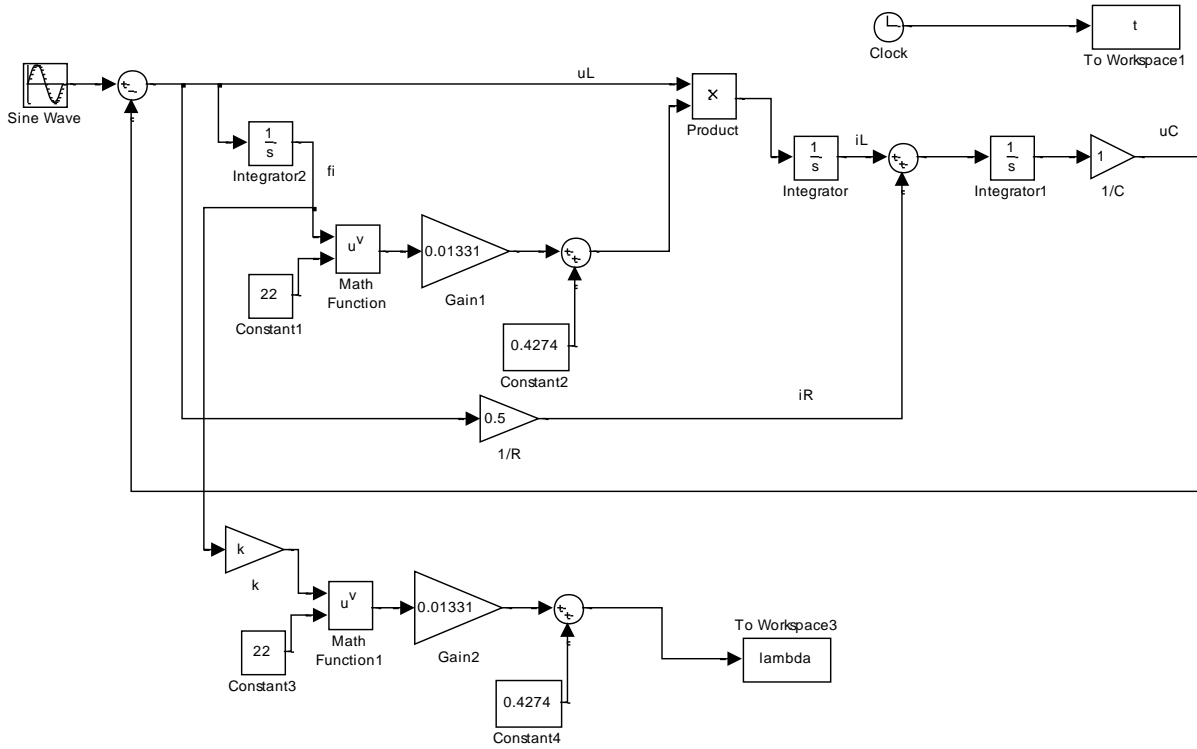 t
Clock
To Workspace1
Sine Wave
uL
Product
1
s
Integrator2
fi
iL
1
s
Integrator
1
s
Integrator1
1
1/C
uC
u^v
Math
Function
0.01331
Gain1
22
Constant1
0.4274
Constant2
0.5
1/R
iR
k
k
u^v
Math
Function1
0.01331
Gain2
22
Constant3
0.4274
Constant4
To Workspace3
lambda